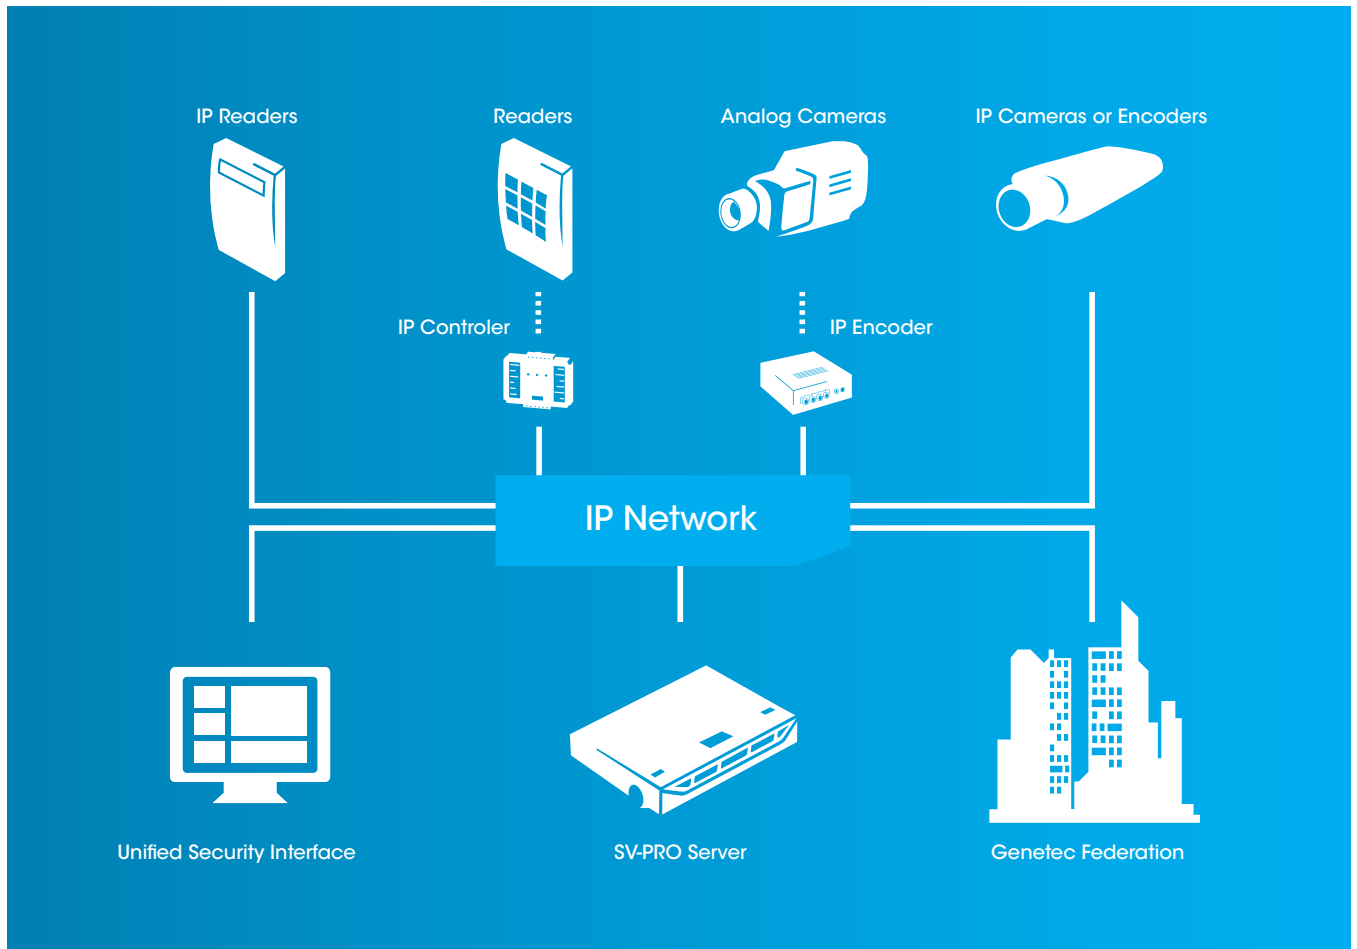 IP Readers
Readers
Analog Cameras
IP Cameras or Encoders
IP Controler
IP Encoder
IP Network
Unified Security Interface
SV-PRO Server
Genetec Federation